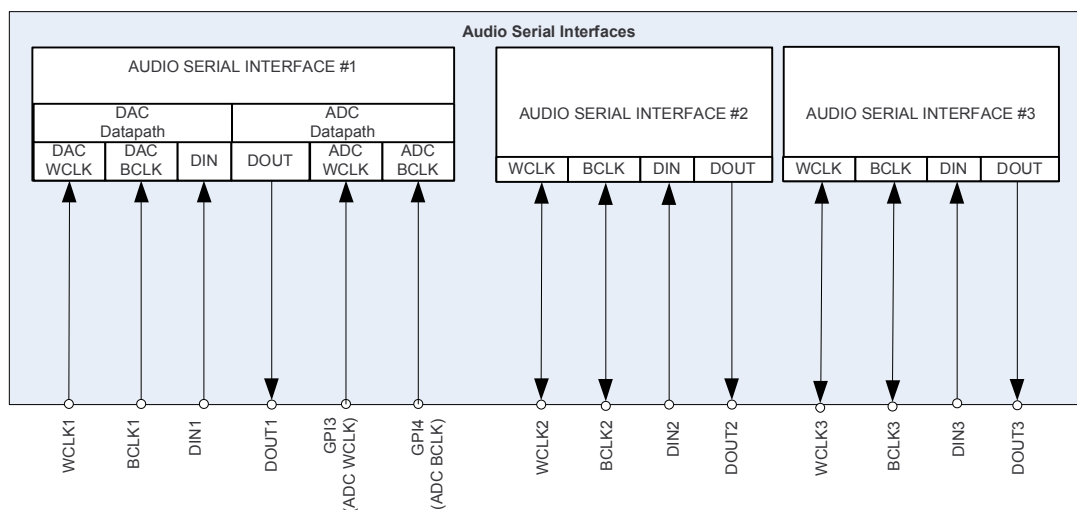 Audio Serial Interfaces
AUDIO SERIAL INTERFACE #1
DAC
Datapath
ADC
Datapath
DAC
WCLK
DAC
BCLK
DIN
DOUT
ADC
WCLK
ADC
BCLK
AUDIO SERIAL INTERFACE #2
WCLK
BCLK
DIN
DOUT
AUDIO SERIAL INTERFACE #3
WCLK
BCLK
DIN
DOUT
WCLK1
BCLK1
DIN1
DOUT1
GPI3
(ADC WCLK)
GPI4
(ADC BCLK)
WCLK2
BCLK2
DIN2
DOUT2
WCLK3
BCLK3
DIN3
DOUT3